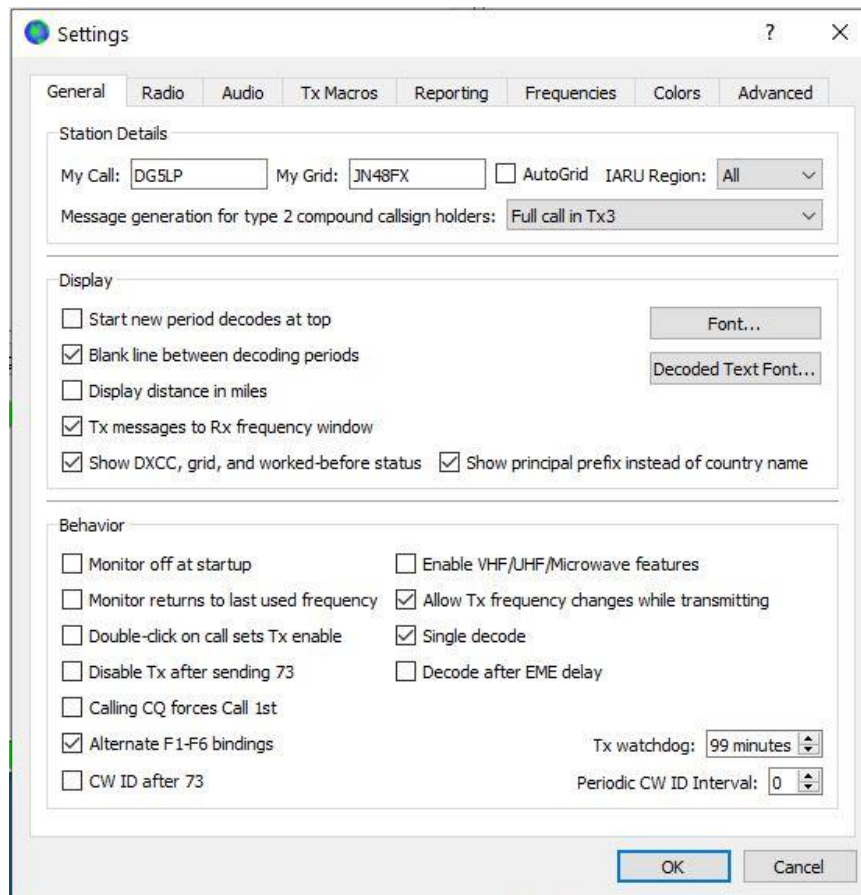 Settings
General Radio Audio Tx Macros Reporting Frequencies Colors Advanced
Station Details
My Call: DG5LP My Grid: JN48FX AutoGrid IARU Region: All
Message generation for type 2 compound callsign holders: Full call in Tx3
Display
Start new period decodes at top Font...
Blank line between decoding periods
Decoded Text Font...
Display distance in miles
Tx messages to Rx frequency window
Show DXCC, grid, and worked-before status Show principal prefix instead of country name
Behavior
Monitor off at startup Enable VHF/UHF/Microwave features
Monitor returns to last used frequency Allow Tx frequency changes while transmitting
Double-click on call sets Tx enable Single decode
Disable Tx after sending 73 Decode after EME delay
Calling CQ forces Call 1st
Alternate F1-F6 bindings Tx watchdog: 99 minutes
CW ID after 73 Periodic CW ID Interval: 0
OK Cancel